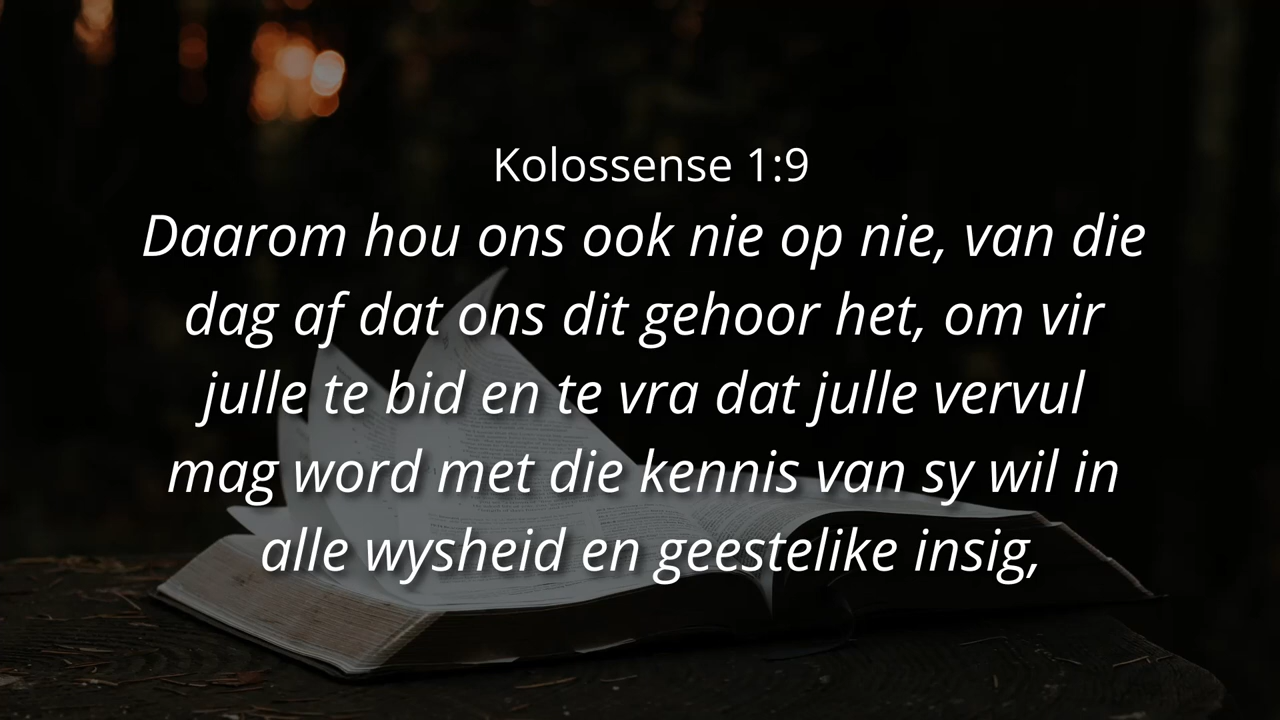 Kolossense 1:9
Daarom hou ons ook nie op nie, van die
dag af dat ons dit gehoor het, om vir
julle te bid en te vra dat julle vervul
mag word met die kennis van sy wil in
alle wysheid en geestelike insig,